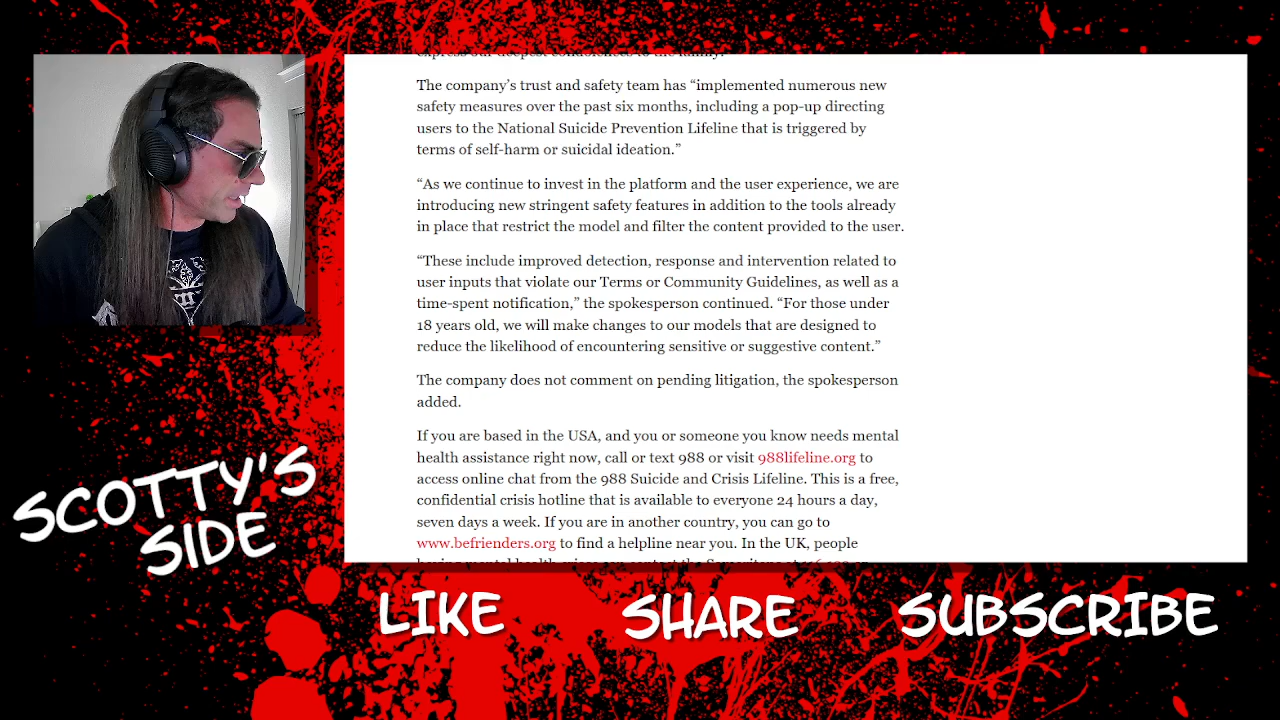 express our deepest condolences to the family.
The company’s trust and safety team has “implemented numerous new
safety measures over the past six months, including a pop-up directing
users to the National Suicide Prevention Lifeline that is triggered by
terms of self-harm or suicidal ideation.”
“As we continue to invest in the platform and the user experience, we are
introducing new stringent safety features in addition to the tools already
in place that restrict the model and filter the content provided to the user.
“These include improved detection, response and intervention related to
user inputs that violate our Terms or Community Guidelines, as well as a
time-spent notification,” the spokesperson continued. “For those under
18 years old, we will make changes to our models that are designed to
reduce the likelihood of encountering sensitive or suggestive content.”
The company does not comment on pending litigation, the spokesperson
added.
If you are based in the USA, and you or someone you know needs mental
health assistance right now, call or text 988 or visit 988lifeline.org to
access online chat from the 988 Suicide and Crisis Lifeline. This is a free,
confidential crisis hotline that is available to everyone 24 hours a day,
seven days a week. If you are in another country, you can go to
www.befrienders.org to find a helpline near you. In the UK, people
SCOTTY'S
SIDE
LIKE
SHARE
SUBSCRIBE